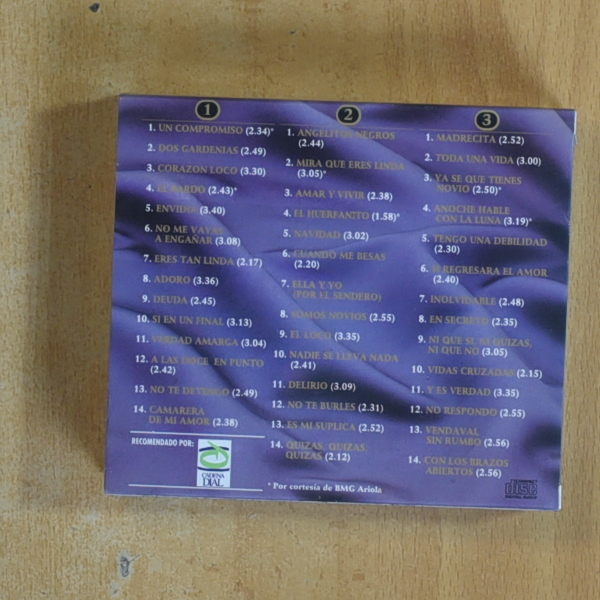 1
1. UN COMPROMISO (2.34)*
2. DOS GARDENIAS (2.49)
3. CORAZON LOCO (3.30)
4. EL PARDO (2.43)*
5. ENVIDIA (3.40)
6. NO ME VAYAS
A ENGAÑAR (3.08)
7. ERES TAN LINDA (2.17)
8. ADORO (3.36)
9. DEUDA (2.45)
10. SI EN UN FINAL (3.13)
11. VERDAD AMARGA (3.04)
12. A LAS DOCE EN PUNTO
(2.42)
13. NO TE DETENGO (2.49)
14. CAMARERA
DE MI AMOR (2.38)
RECOMENDADO POR:
CADENA
DIAL
2
1. ANGELITOS NEGROS
(2.44)
2. MIRA QUE ERES LINDA
(3.05)*
3. AMAR Y VIVIR (2.38)
4. EL HUERFANTO (1.58)*
5. NAVIDAD (3.02)
6. CUANDO ME BESAS
(2.20)
7. ELLA Y YO
(POR EL SENDERO)
8. SOMOS NOVIOS (2.55)
9. EL LOCO (3.35)
10. NADIE SE LLEVA NADA
(2.41)
11. DELIRIO (3.09)
12. NO TE BURLES (2.31)
13. ES MI SUPLICA (2.52)
14. QUIZAS, QUIZAS,
QUIZAS (2.12)
* Por cortesía de BMG Ariola
3
1. MADRECITA (2.52)
2. TODA UNA VIDA (3.00)
3. YA SE QUE TIENES
NOVIO (2.50)*
4. ANOCHE HABLE
CON LA LUNA (3.19)*
5. TENGO UNA DEBILIDAD
(2.30)
6. SI REGRESARA EL AMOR
(2.40)
7. INOLVIDABLE (2.48)
8. EN SECRETO (2.35)
9. NI QUE SI, NI QUIZAS,
NI QUE NO (3.05)
10. VIDAS CRUZADAS (2.15)
11. Y ES VERDAD (3.35)
12. NO RESPONDO (2.55)
13. VENDAVAL
SIN RUMBO (2.56)
14. CON LOS BRAZOS
ABIERTOS (2.56)
COMPACT
disc
DIGITAL AUDIO